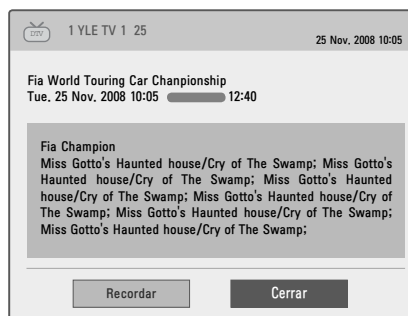 DTV 1 YLE TV 1 25
25 Nov. 2008 10:05
Fia World Touring Car Chanpionship
Tue. 25 Nov. 2008 10:05 12:40
Fia Champion
Miss Gotto's Haunted house/Cry of The Swamp; Miss Gotto's
Haunted house/Cry of The Swamp; Miss Gotto's Haunted
house/Cry of The Swamp; Miss Gotto's Haunted house/Cry of
The Swamp; Miss Gotto's Haunted house/Cry of The Swamp;
Miss Gotto's Haunted house/Cry of The Swamp;
Recordar Cerrar